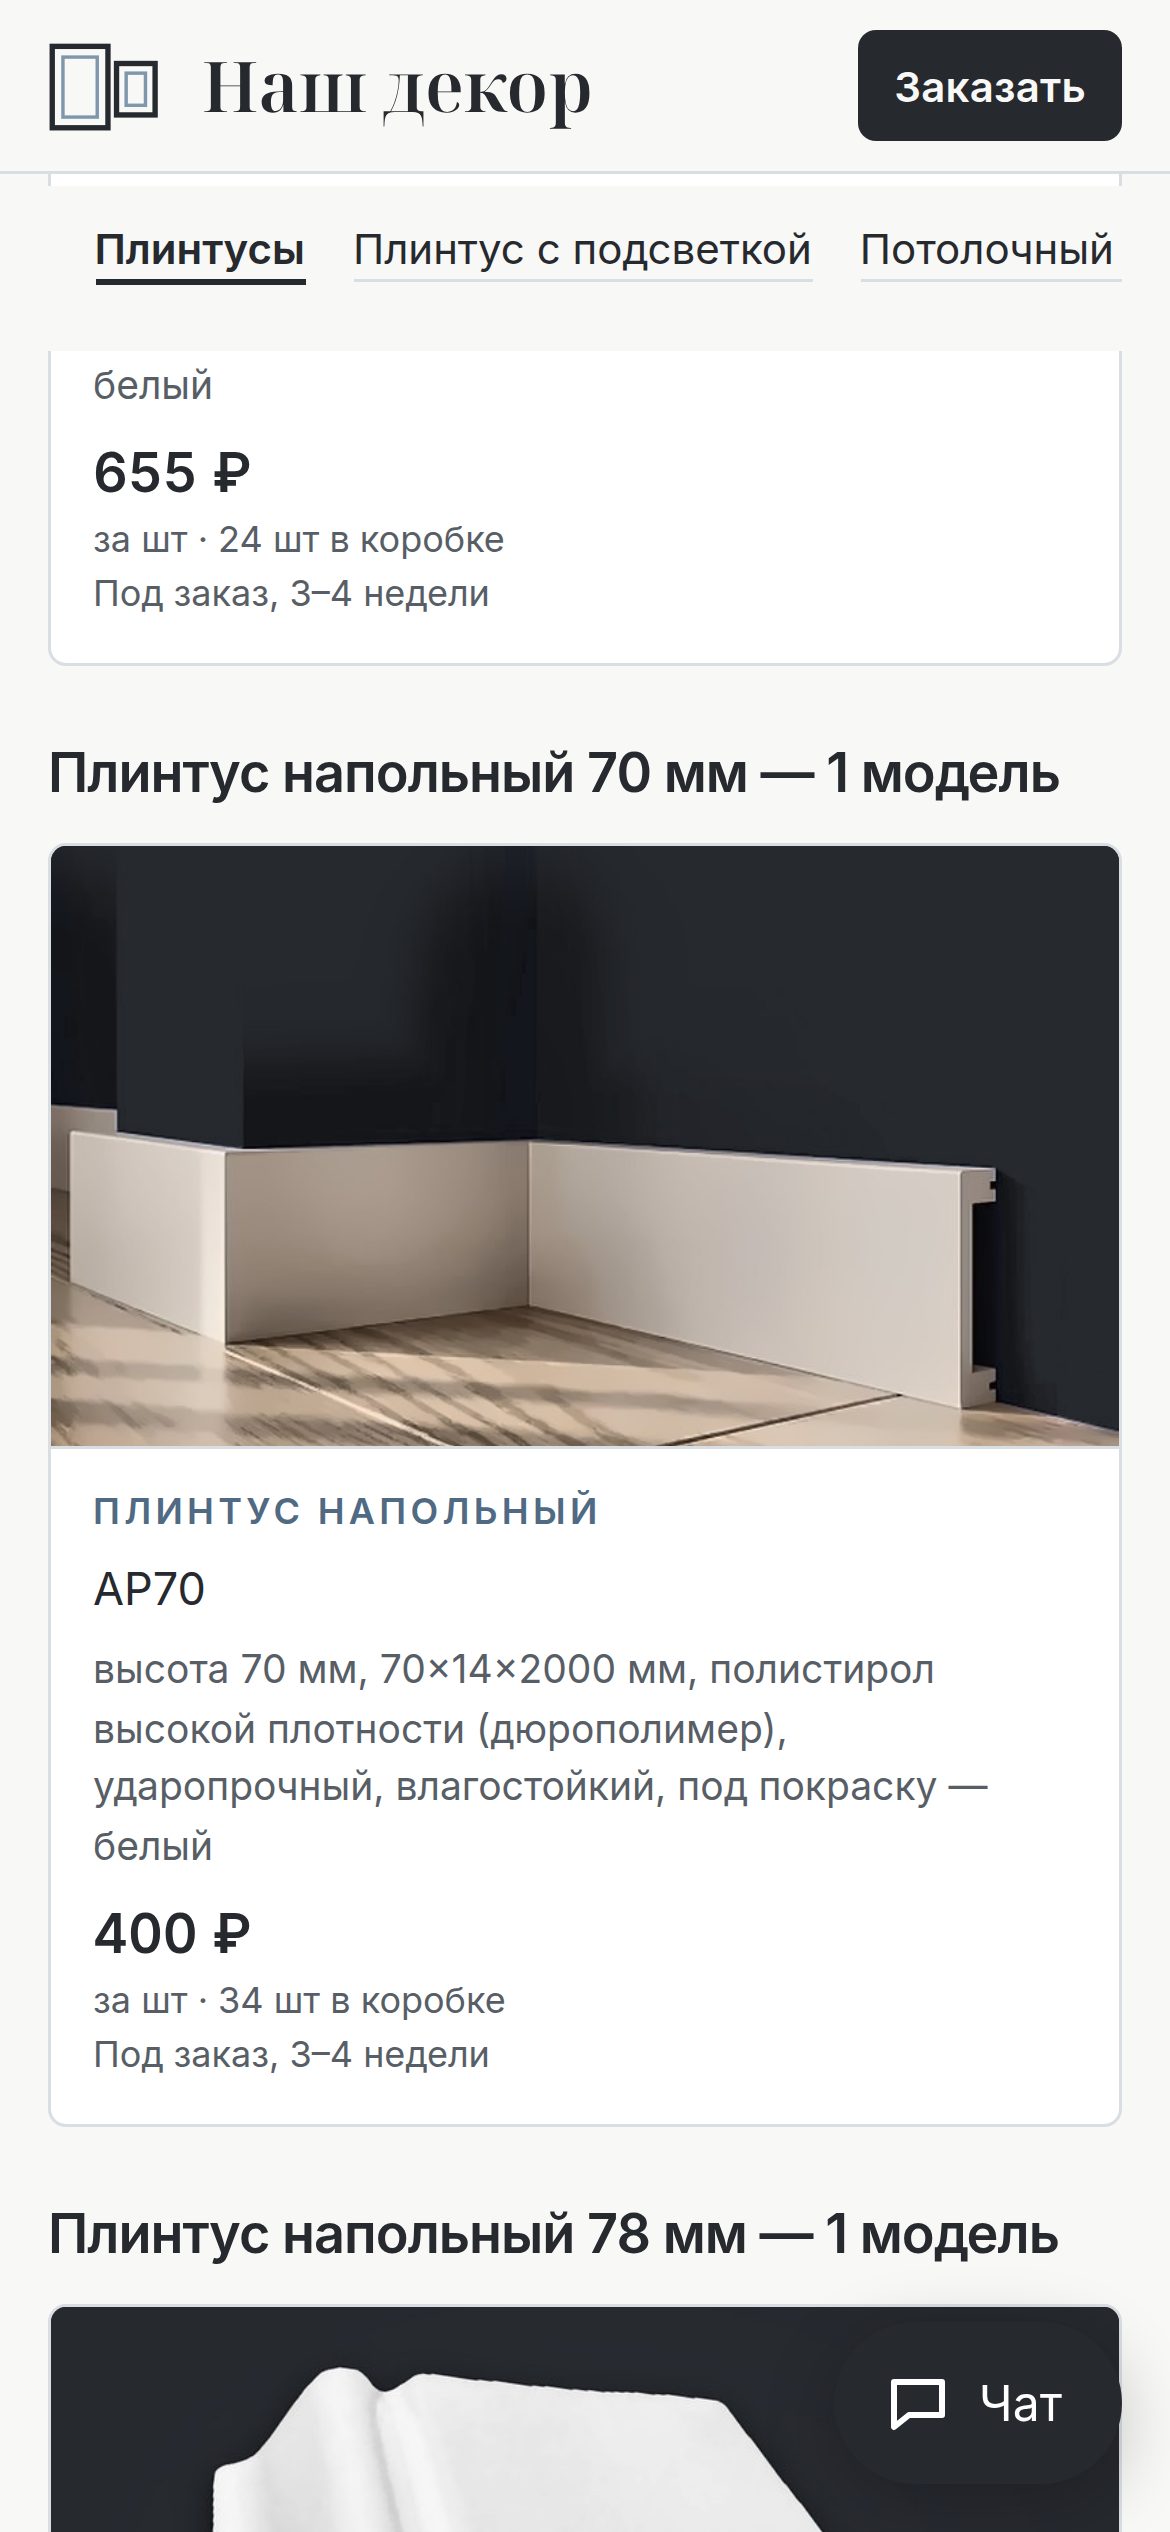 Наш декор
Заказать
Плинтусы
Плинтус с подсветкой
Потолочный
белый
655 ₽
за шт · 24 шт в коробке
Под заказ, 3–4 недели
Плинтус напольный 70 мм — 1 модель
ПЛИНТУС НАПОЛЬНЫЙ
AP70
высота 70 мм, 70×14×2000 мм, полистирол
высокой плотности (дюрополимер),
ударопрочный, влагостойкий, под покраску —
белый
400 ₽
за шт · 34 шт в коробке
Под заказ, 3–4 недели
Плинтус напольный 78 мм — 1 модель
Чат